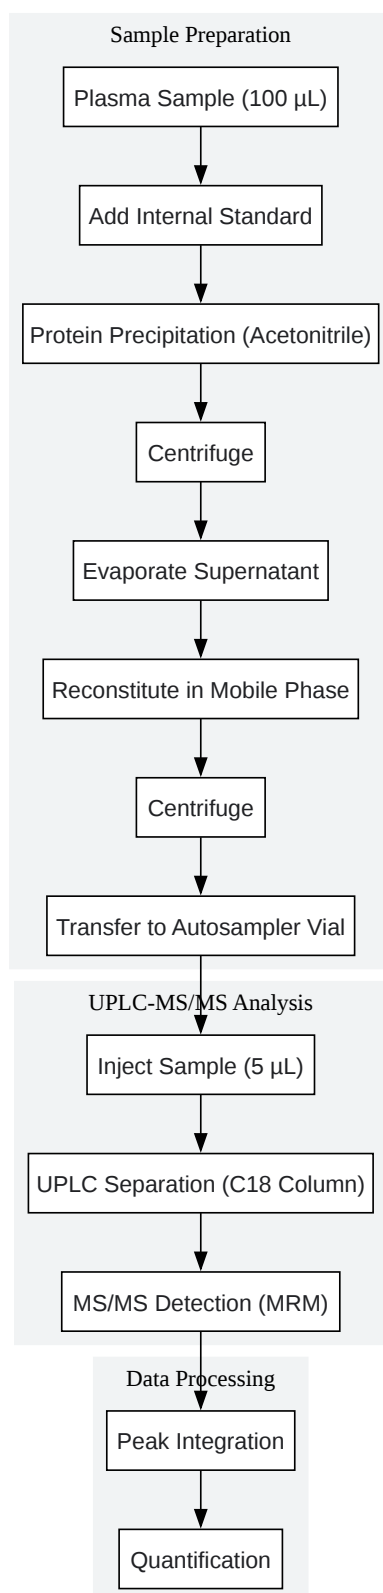 Sample Preparation
Plasma Sample (100 µL)
Add Internal Standard
Protein Precipitation (Acetonitrile)
Centrifuge
Evaporate Supernatant
Reconstitute in Mobile Phase
Centrifuge
Transfer to Autosampler Vial
UPLC-MS/MS Analysis
Inject Sample (5 µL)
UPLC Separation (C18 Column)
MS/MS Detection (MRM)
Data Processing
Peak Integration
Quantification